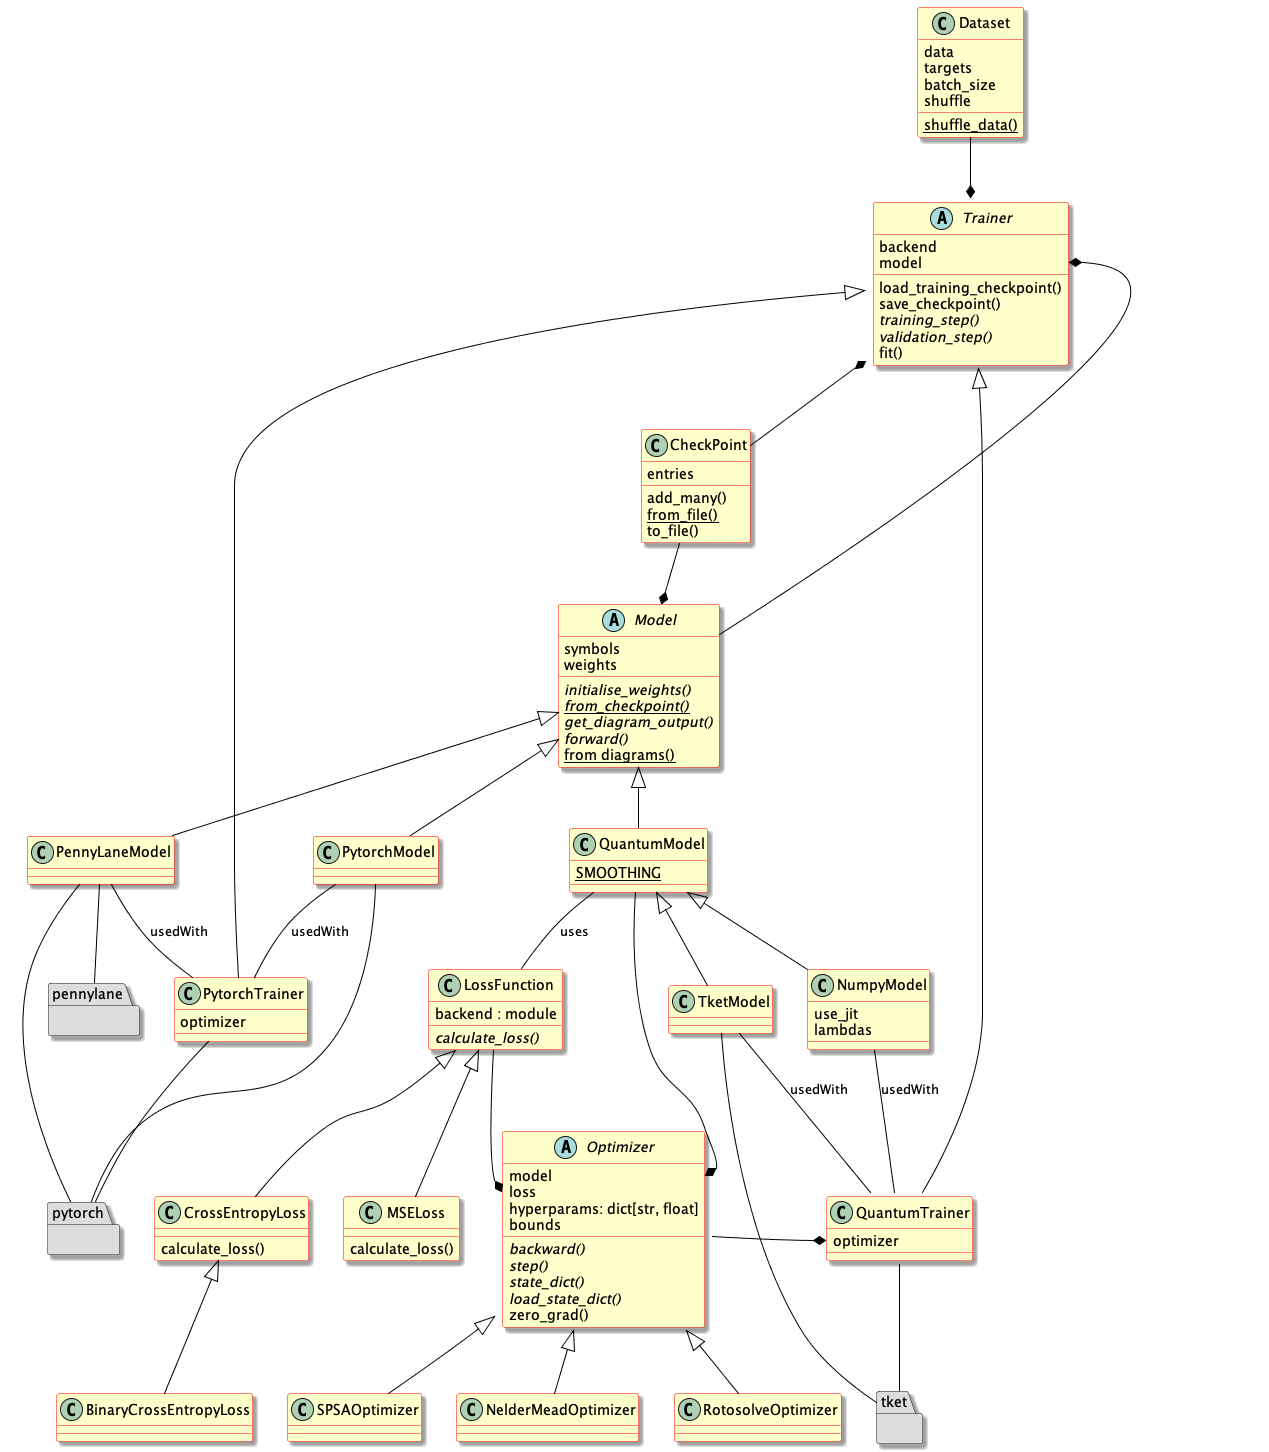 C Dataset
data
targets
batch_size
shuffle
shuffle_data()
A Trainer
backend
model
load_training_checkpoint()
save_checkpoint()
training_step()
validation_step()
fit()
C CheckPoint
entries
add_many()
from_file()
to_file()
A Model
symbols
weights
initialise_weights()
from_checkpoint()
get_diagram_output()
forward()
from diagrams()
C PennyLaneModel
C PytorchModel
C QuantumModel
SMOOTHING
usedWith
usedWith
uses
pennylane
C PytorchTrainer
optimizer
C LossFunction
backend : module
calculate_loss()
C TketModel
C NumpyModel
use_jit
lambdas
usedWith
usedWith
A Optimizer
model
loss
hyperparams: dict[str, float]
bounds
backward()
step()
state_dict()
load_state_dict()
zero_grad()
pytorch
C CrossEntropyLoss
calculate_loss()
C MSELoss
calculate_loss()
C QuantumTrainer
optimizer
C BinaryCrossEntropyLoss
C SPSAOptimizer
C NelderMeadOptimizer
C RotosolveOptimizer
tket